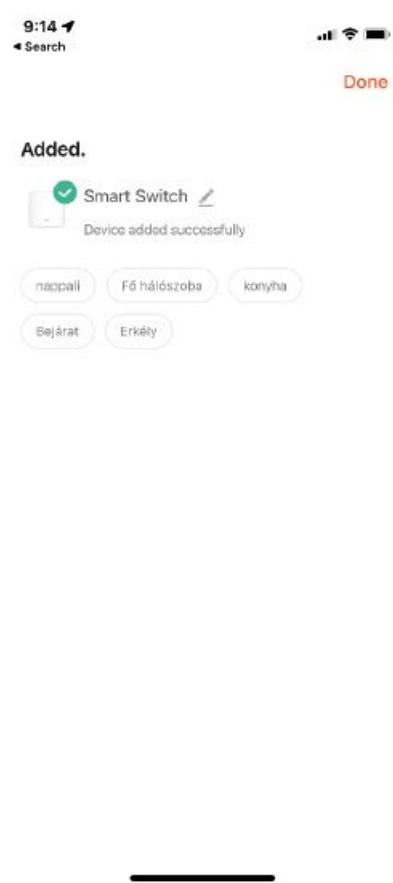 9:14
◀ Search
Done
Added.
Smart Switch
Device added successfully
nappali Fő hálószoba konyha
Bejárat Erkély